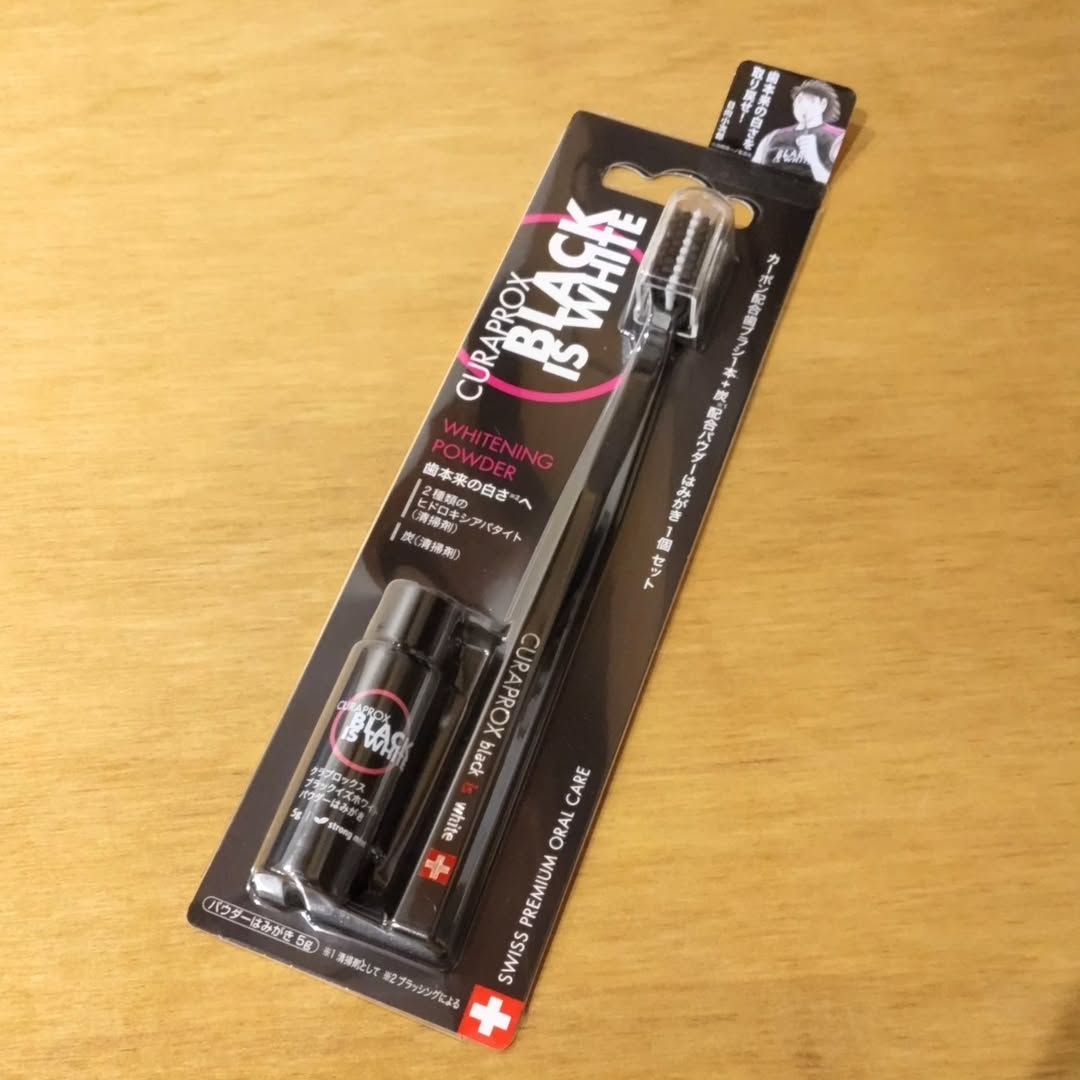 歯本来の白さを
取り戻せ！
BLACK
IS WHITE
CURAPROX
BLACK
IS WHITE
WHITENING
POWDER
歯本来の白さ※2へ
2種類の
ヒドロキシアパタイト
(清掃剤)
炭(清掃剤)
カーボン配合歯ブラシ1本+炭※1配合パウダーはみがき1個 セット
CURAPROX
BLACK
IS WHITE
クラプロックス
ブラックイズホワイト
パウダーはみがき
5g
strong mint
CURAPROX black is white
SWISS PREMIUM ORAL CARE
パウダーはみがき 5g
※1 清掃剤として ※2 ブラッシングによる